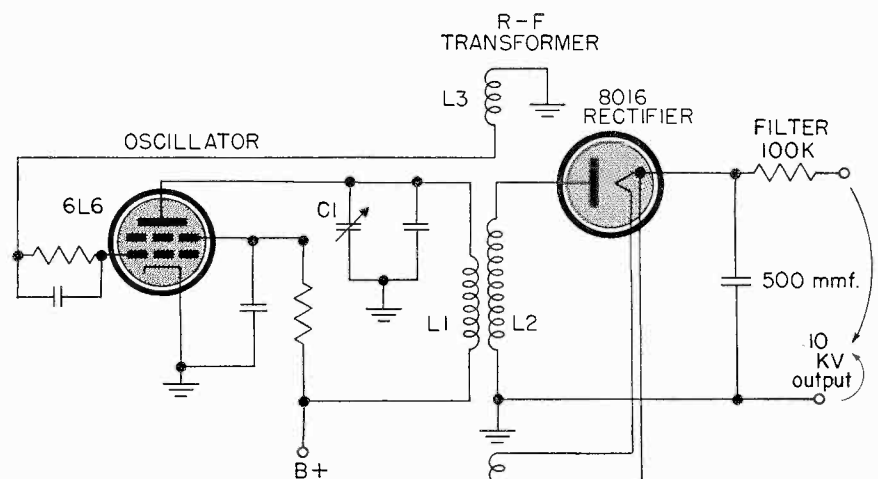 R-F
TRANSFORMER
L3
8016
RECTIFIER
OSCILLATOR
FILTER
100K
6L6
C1
L1
L2
500 mmf.
10
KV
output
B+